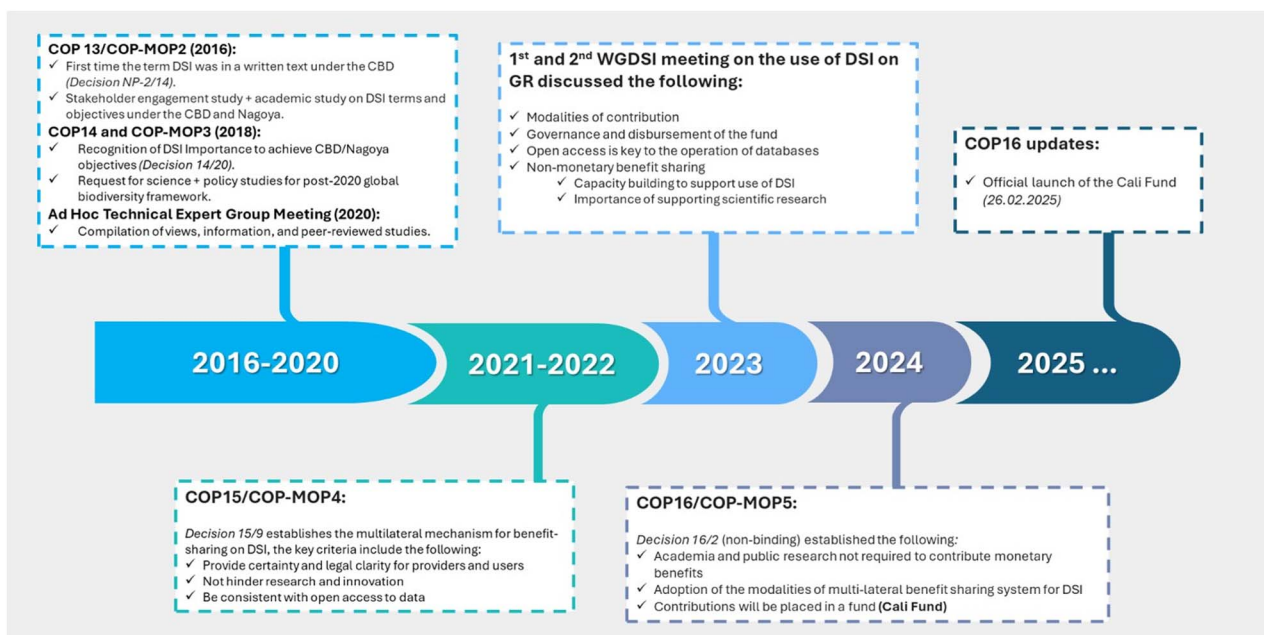 COP 13/COP-MOP2 (2016):
✓ First time the term DSI was in a written text under the CBD
(Decision NP-2/14).
✓ Stakeholder engagement study + academic study on DSI terms and
objectives under the CBD and Nagoya.
COP14 and COP-MOP3 (2018):
✓ Recognition of DSI Importance to achieve CBD/Nagoya
objectives (Decision 14/20).
✓ Request for science + policy studies for post-2020 global
biodiversity framework.
Ad Hoc Technical Expert Group Meeting (2020):
✓ Compilation of views, information, and peer-reviewed studies.
1st and 2nd WGDSI meeting on the use of DSI on
GR discussed the following:
✓ Modalities of contribution
✓ Governance and disbursement of the fund
✓ Open access is key to the operation of databases
✓ Non-monetary benefit sharing
✓ Capacity building to support use of DSI
✓ Importance of supporting scientific research
COP16 updates:
✓ Official launch of the Cali Fund
(26.02.2025)
2016-2020
2021-2022
2023
2024
2025 ...
COP15/COP-MOP4:
Decision 15/9 establishes the multilateral mechanism for benefit-
sharing on DSI, the key criteria include the following:
✓ Provide certainty and legal clarity for providers and users
✓ Not hinder research and innovation
✓ Be consistent with open access to data
COP16/COP-MOP5:
Decision 16/2 (non-binding) established the following:
✓ Academia and public research not required to contribute monetary
benefits
✓ Adoption of the modalities of multi-lateral benefit sharing system for DSI
✓ Contributions will be placed in a fund (Cali Fund)